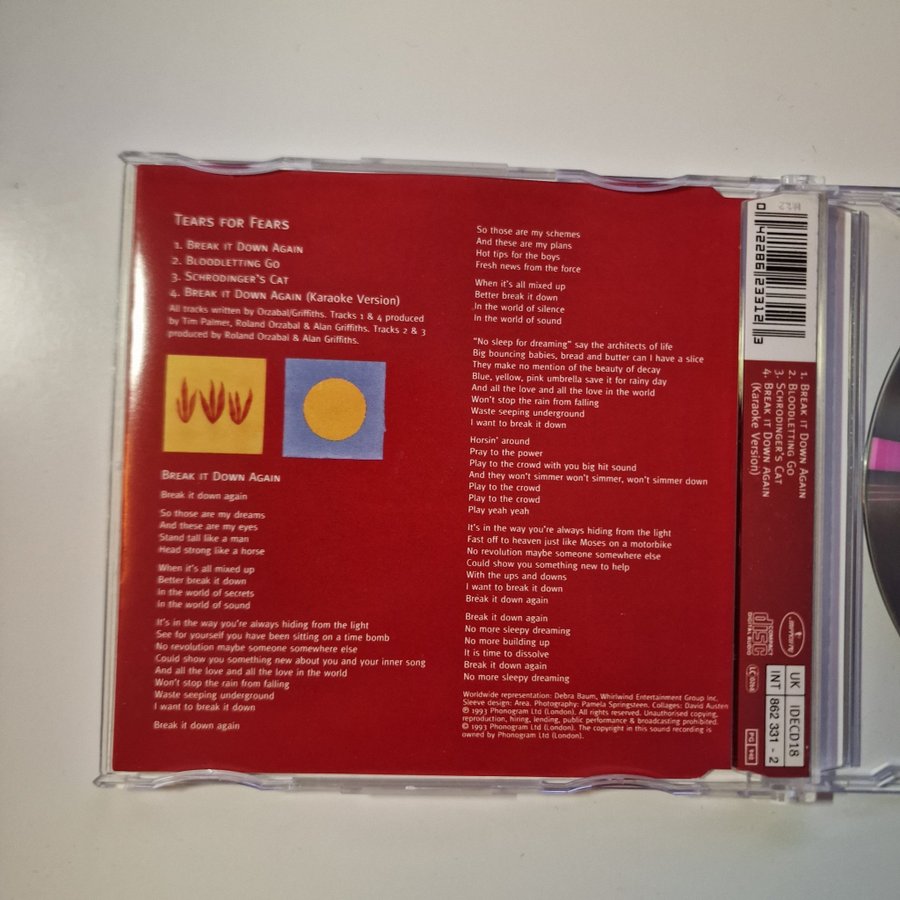 TEARS FOR FEARS
1. BREAK IT DOWN AGAIN
2. BLOODLETTING GO
3. SCHRODINGER'S CAT
4. BREAK IT DOWN AGAIN (Karaoke Version)
All tracks written by Orzabal/Griffiths. Tracks 1 & 4 produced
by Tim Palmer, Roland Orzabal & Alan Griffiths. Tracks 2 & 3
produced by Roland Orzabal & Alan Griffiths.
BREAK IT DOWN AGAIN
Break it down again
So those are my dreams
And these are my eyes
Stand tall like a man
Head strong like a horse
When it's all mixed up
Better break it down
In the world of secrets
In the world of sound
It's in the way you're always hiding from the light
See for yourself you have been sitting on a time bomb
No revolution maybe someone somewhere else
Could show you something new about you and your inner song
And all the love and all the love in the world
Won't stop the rain from falling
Waste seeping underground
I want to break it down
Break it down again
So those are my schemes
And these are my plans
Hot tips for the boys
Fresh news from the force
When it's all mixed up
Better break it down
In the world of silence
In the world of sound
"No sleep for dreaming" say the architects of life
Big bouncing babies, bread and butter can I have a slice
They make no mention of the beauty of decay
Blue, yellow, pink umbrella save it for rainy day
And all the love and all the love in the world
Won't stop the rain from falling
Waste seeping underground
I want to break it down
Horsin' around
Pray to the power
Play to the crowd with you big hit sound
And they won't simmer won't simmer, won't simmer down
Play to the crowd
Play to the crowd
Play yeah yeah
It's in the way you're always hiding from the light
Fast off to heaven just like Moses on a motorbike
No revolution maybe someone somewhere else
Could show you something new to help
With the ups and downs
I want to break it down
Break it down again
Break it down again
No more sleepy dreaming
No more building up
It is time to dissolve
Break it down again
No more sleepy dreaming
Worldwide representation: Debra Baum, Whirlwind Entertainment Group Inc.
Sleeve design: Area. Photography: Pamela Springsteen. Collages: David Austen
℗ 1993 Phonogram Ltd (London). All rights reserved. Unauthorised copying,
reproduction, hiring, lending, public performance & broadcasting prohibited.
© 1993 Phonogram Ltd (London). The copyright in this sound recording is
owned by Phonogram Ltd (London).
0 42286 23312 3
1. BREAK IT DOWN AGAIN
2. BLOODLETTING GO
3. SCHRODINGER'S CAT
4. BREAK IT DOWN AGAIN
(Karaoke Version)
mercury
COMPACT
disc
DIGITAL AUDIO
UK IDECD18
INT 862 331 - 2